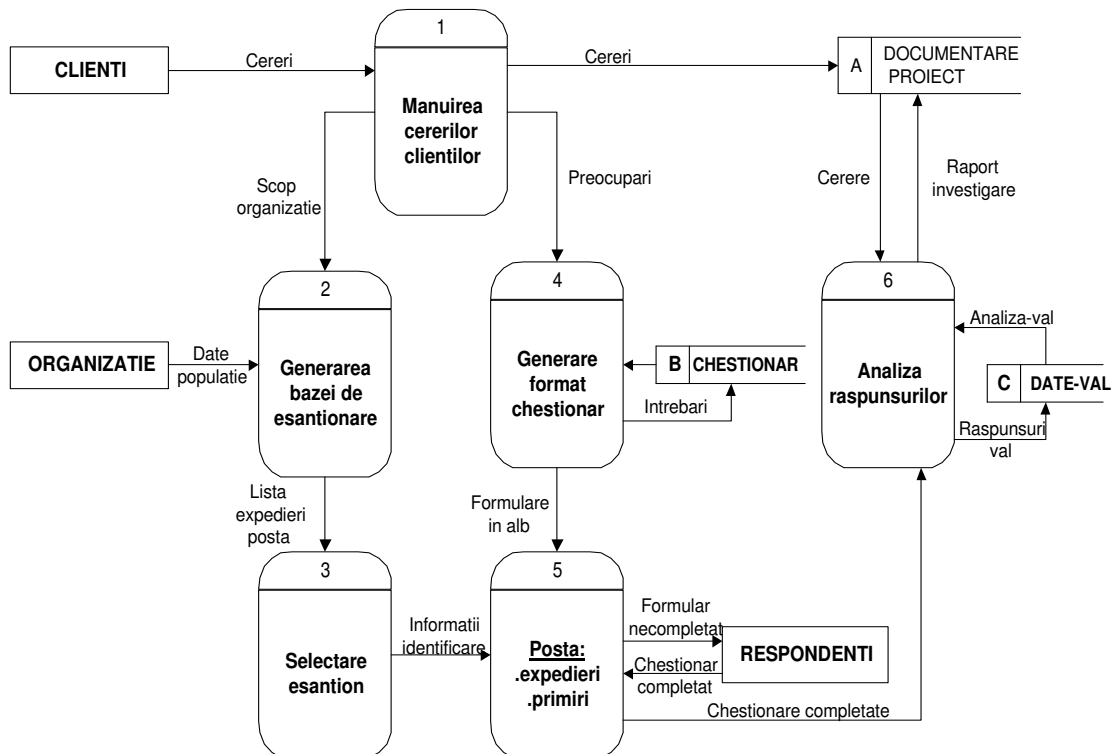 1
CLIENTI
Cereri
Manuirea
cererilor
clientilor
Cereri
A
DOCUMENTARE
PROIECT
Scop
organizatie
Preocupari
Cerere
Raport
investigare
2
4
6
ORGANIZATIE
Date
populatie
Generarea
bazei de
esantionare
Generare
format
chestionar
B
CHESTIONAR
Intrebari
Analiza
raspunsurilor
Analiza-val
C
DATE-VAL
Raspunsuri
val
Lista
expedieri
posta
Formulare
in alb
3
5
Selectare
esantion
Informatii
identificare
Posta:
.expedieri
.primiri
Formular
necompletat
RESPONDENTI
Chestionar
completat
Chestionare completate